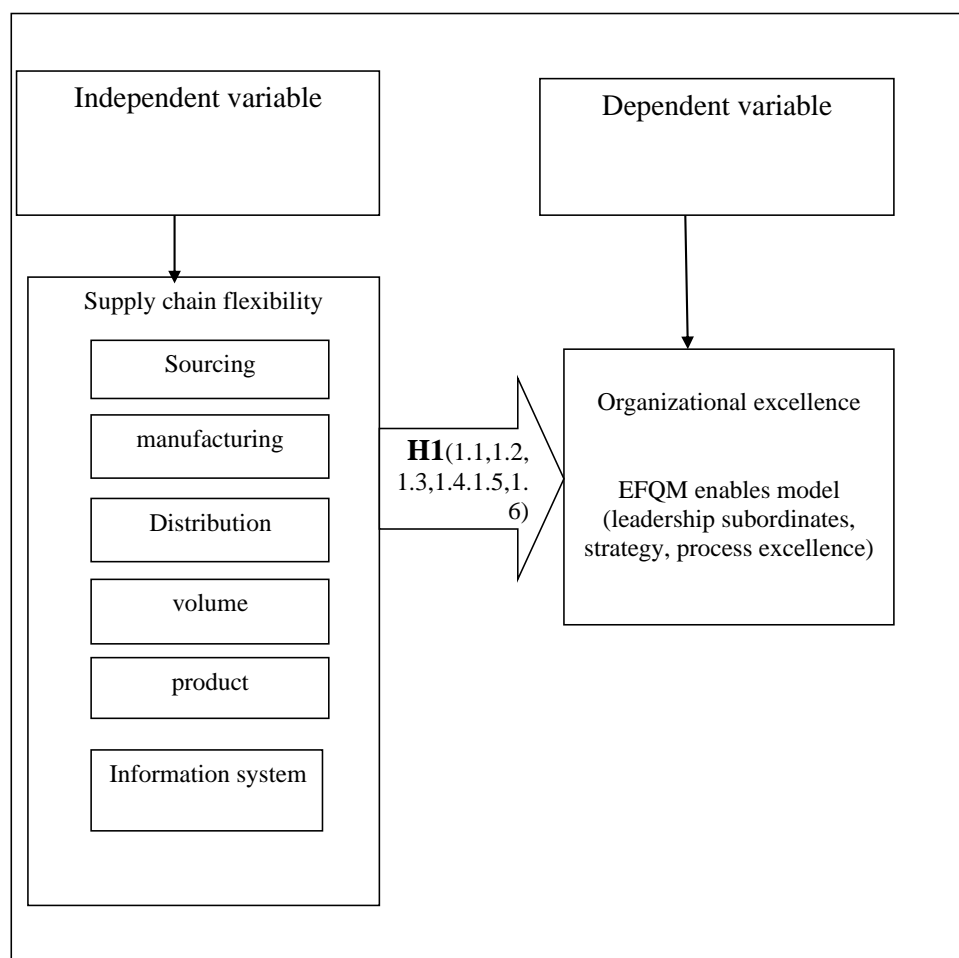 Independent variable
Dependent variable
Supply chain flexibility
Sourcing
manufacturing
Distribution
volume
product
Information system
H1(1.1,1.2,
1.3,1.4.1.5,1.
6)
Organizational excellence
EFQM enables model
(leadership subordinates,
strategy, process excellence)